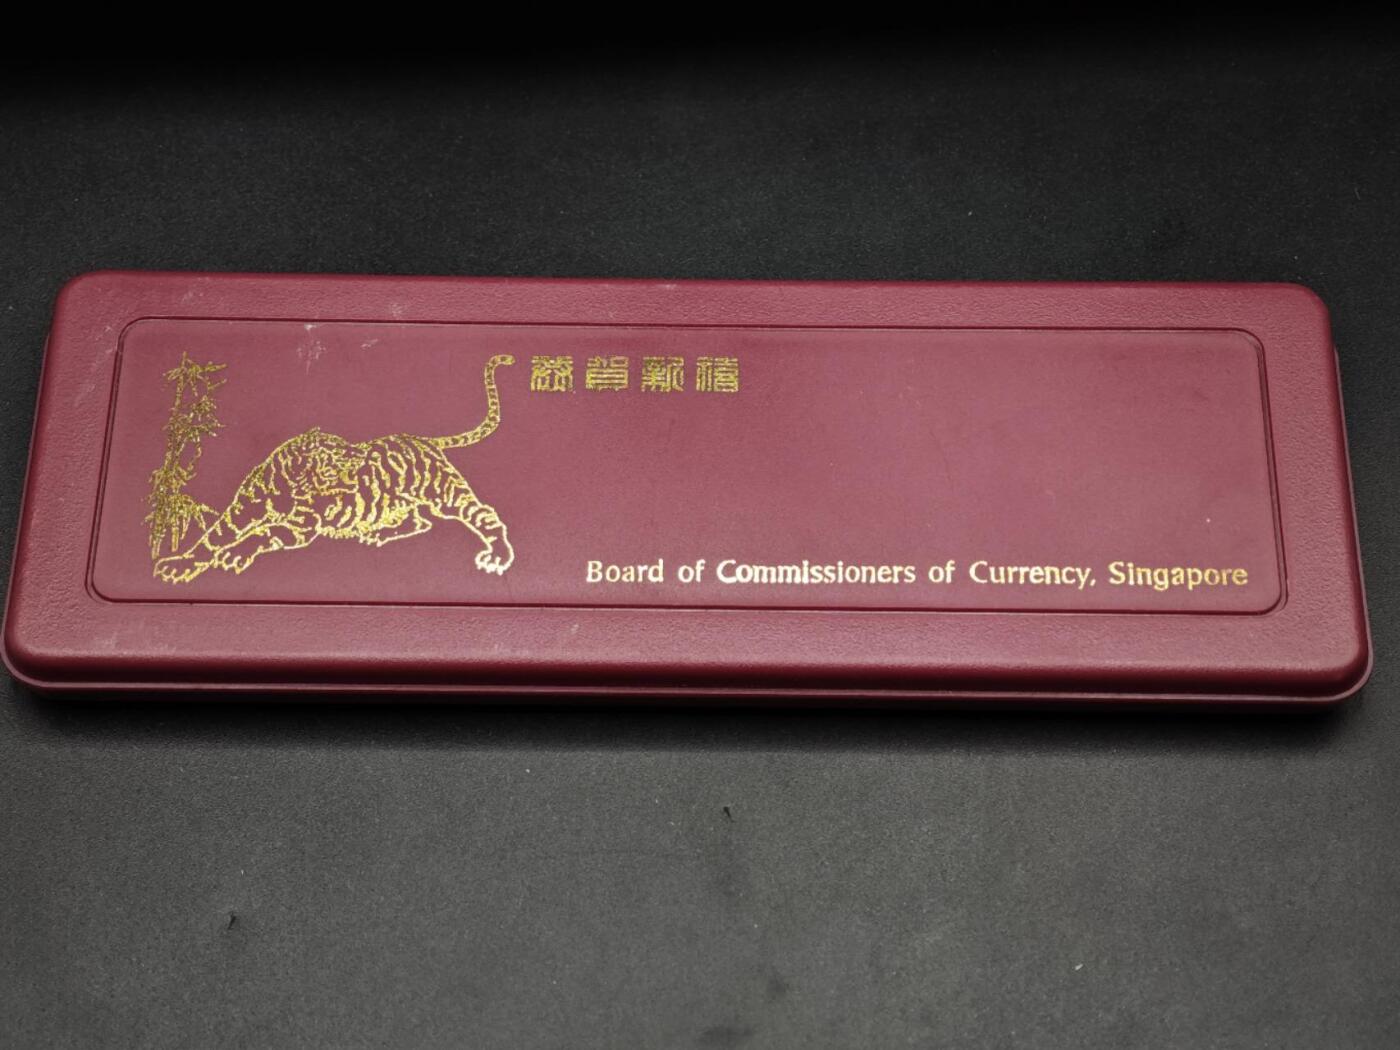 恭賀新禧
Board of Commissioners of Currency, Singapore